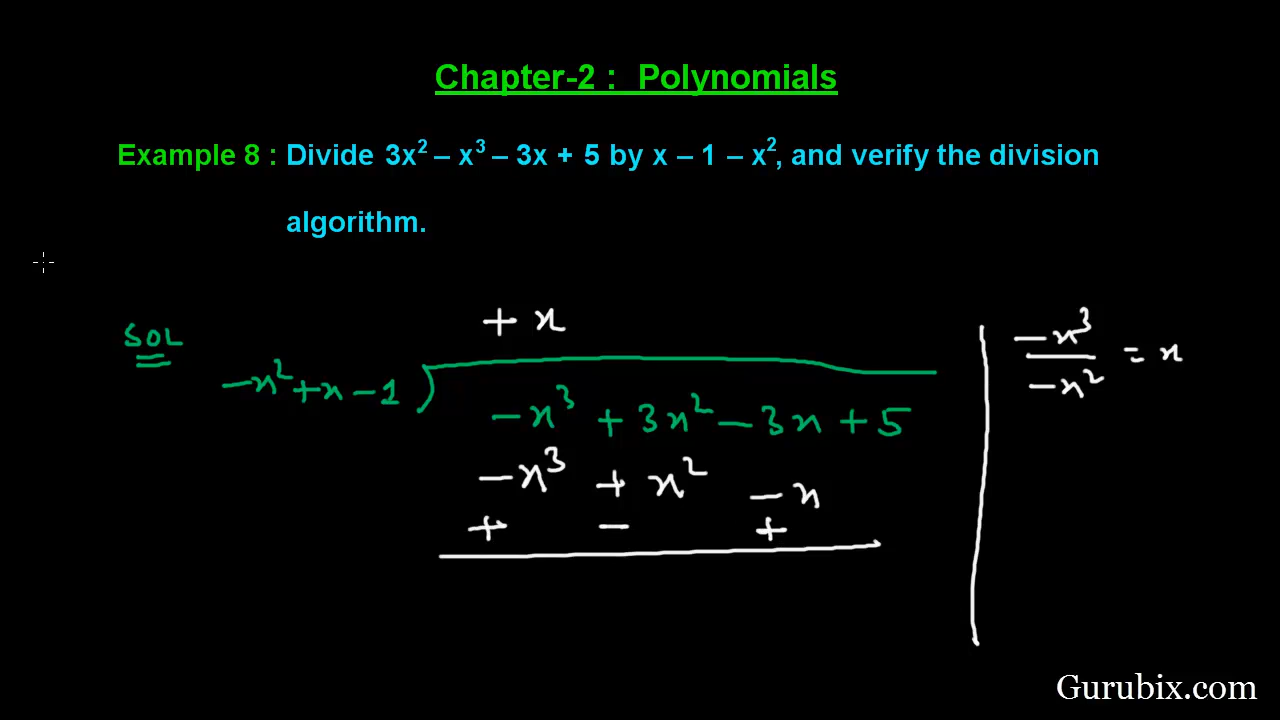 Chapter-2 : Polynomials
Example 8 : Divide 3x² – x³ – 3x + 5 by x – 1 – x², and verify the division
algorithm.
SOL
+ x
-x² + x - 1 ) -x³ + 3x² - 3x + 5
-x³ + x² - x
+ - +
-x³ / -x² = x
Gurubix.com